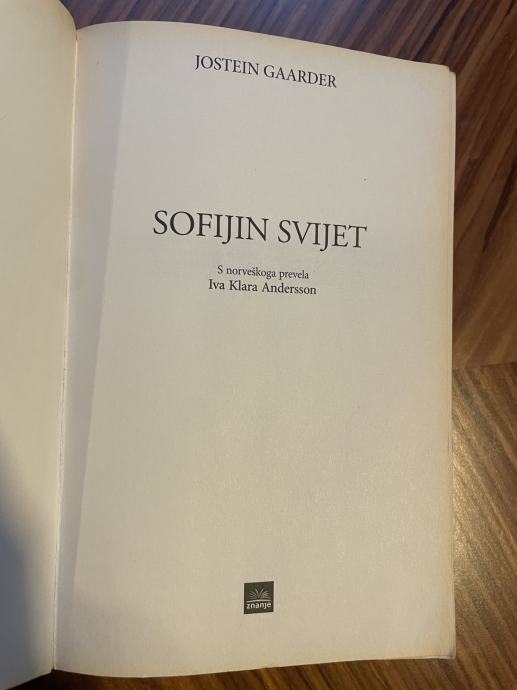 JOSTEIN GAARDER
SOFIJIN SVIJET
S norveškoga prevela
Iva Klara Andersson
znanje